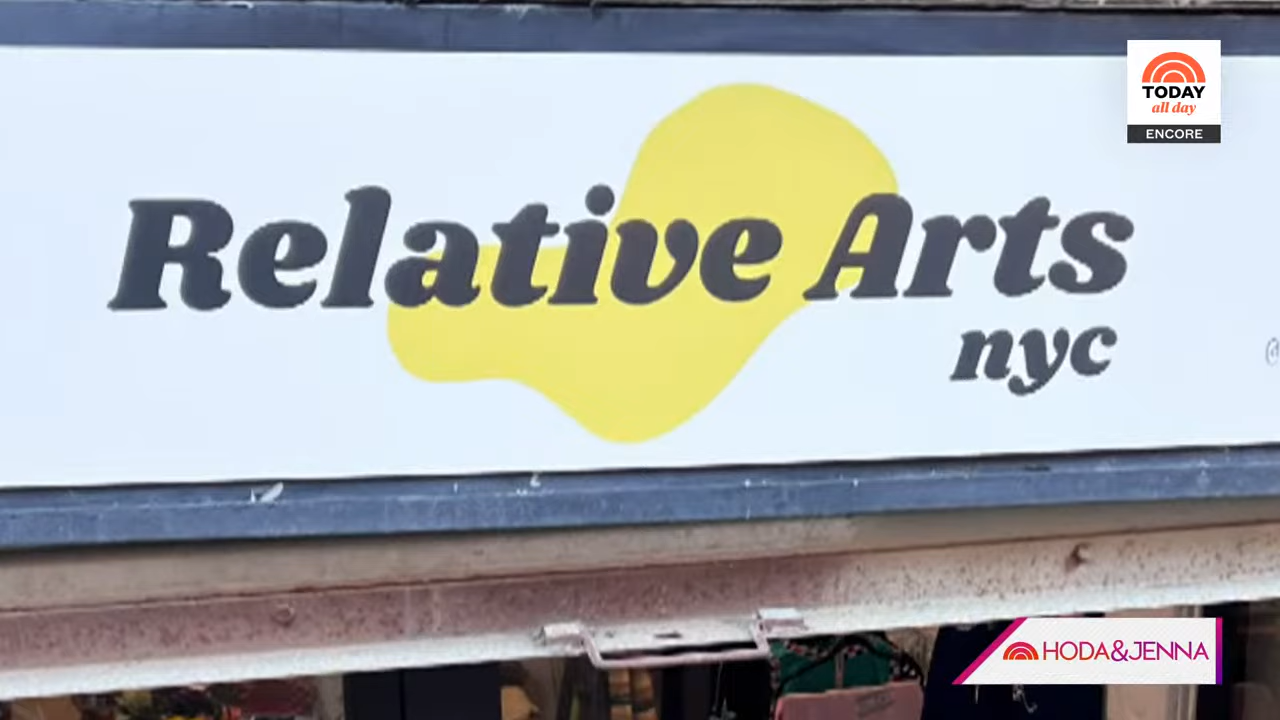 TODAY
all day
ENCORE
Relative Arts
nyc
HODA&JENNA